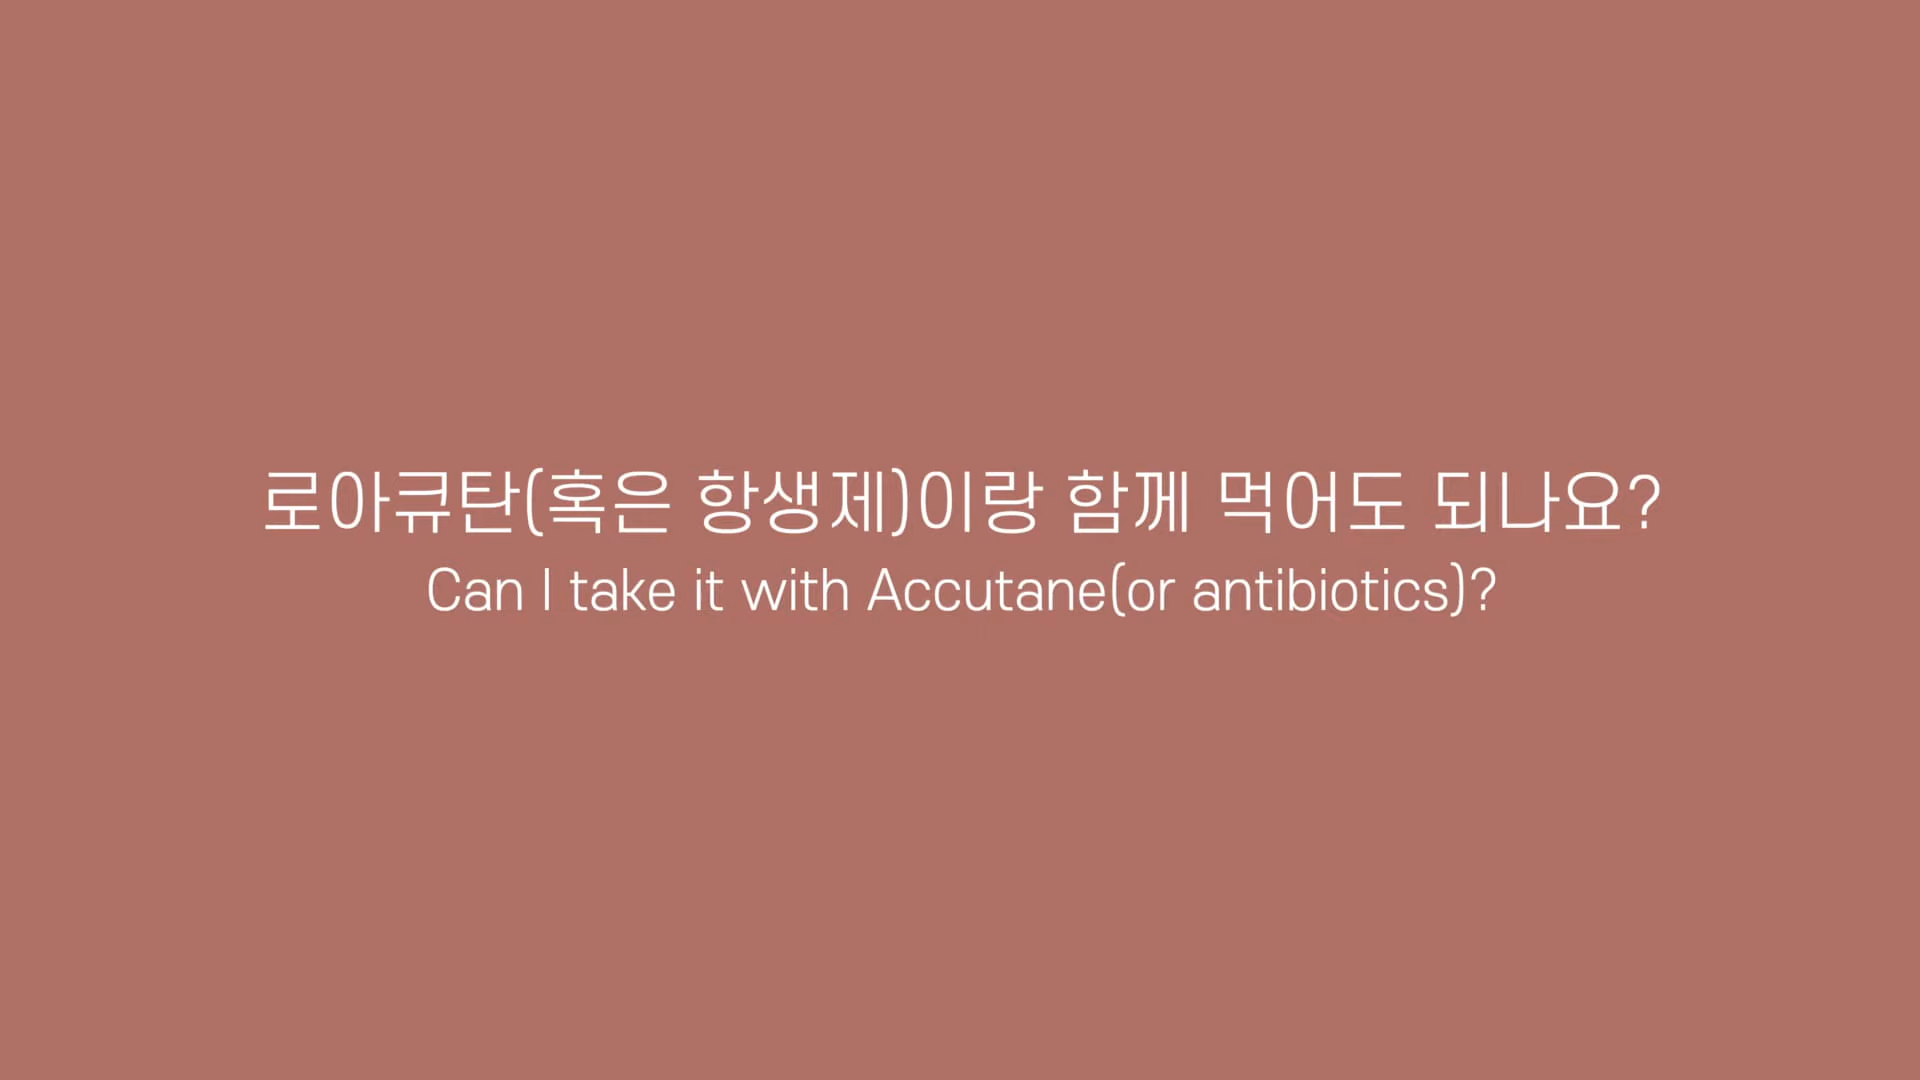 로아큐탄(혹은 항생제)이랑 함께 먹어도 되나요?
Can I take it with Accutane(or antibiotics)?